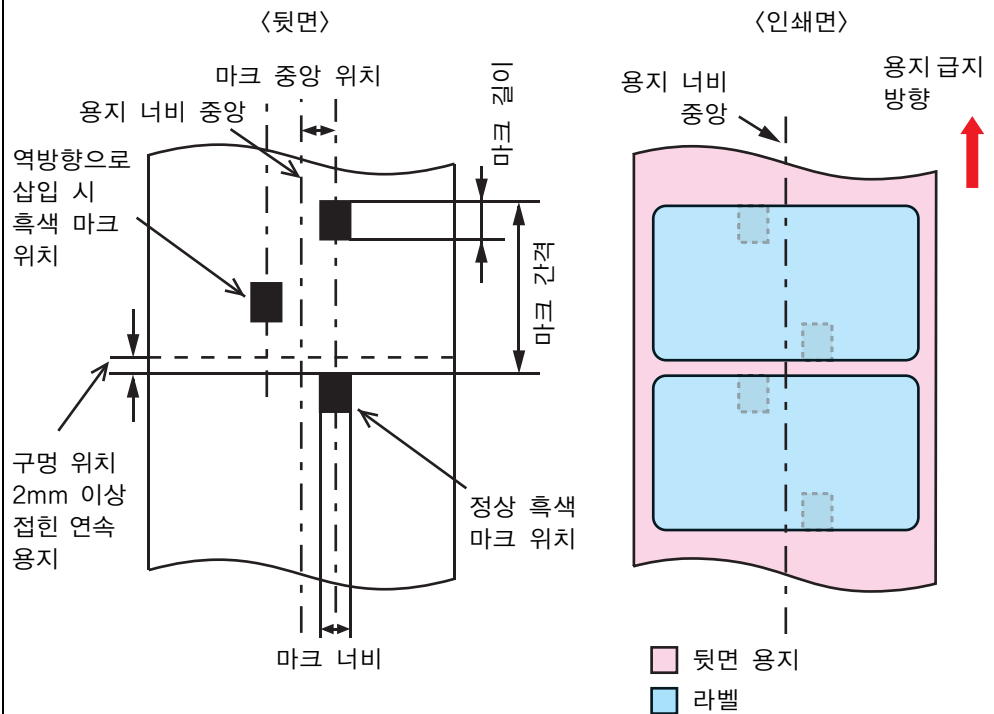 〈뒷면〉
마크 중앙 위치
용지 너비 중앙
마크 길이
역방향으로
삽입 시
흑색 마크
위치
마크 간격
구멍 위치
2mm 이상
접힌 연속
용지
정상 흑색
마크 위치
마크 너비
〈인쇄면〉
용지 너비
중앙
용지 급지
방향
뒷면 용지
라벨